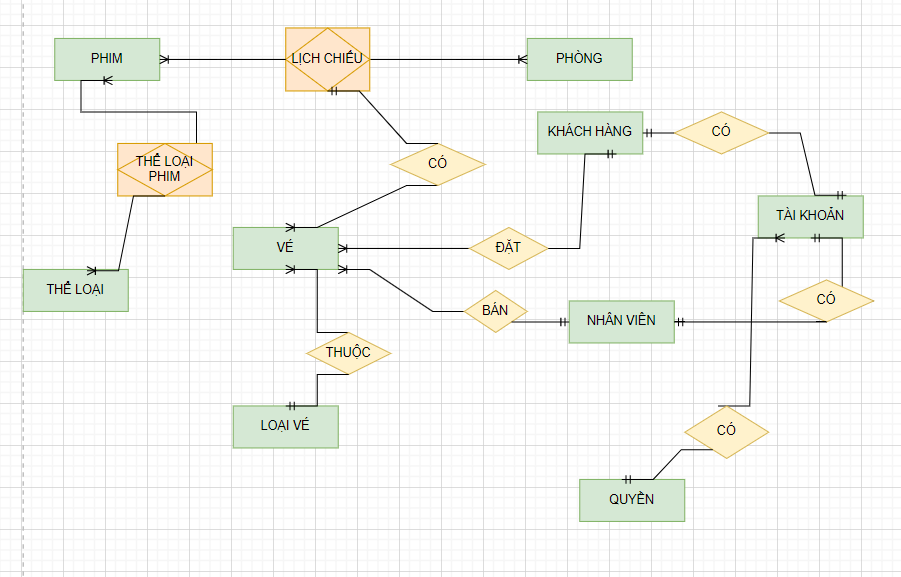 PHIM
LỊCH CHIẾU
PHÒNG
KHÁCH HÀNG
CÓ
THỂ LOẠI
PHIM
CÓ
TÀI KHOẢN
VÉ
ĐẶT
THỂ LOẠI
CÓ
BÁN
NHÂN VIÊN
THUỘC
LOẠI VÉ
CÓ
QUYỀN